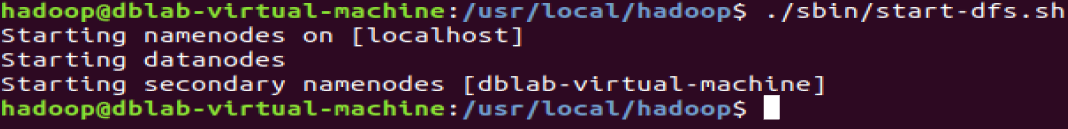 hadoop@dblab-virtual-machine:/usr/local/hadoop$ ./sbin/start-dfs.sh
Starting namenodes on [localhost]
Starting datanodes
Starting secondary namenodes [dblab-virtual-machine]
hadoop@dblab-virtual-machine:/usr/local/hadoop$